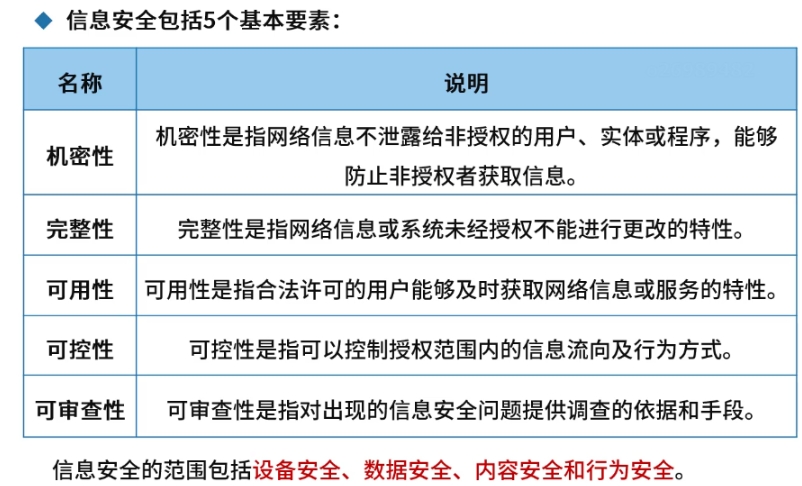 ◆ 信息安全包括5个基本要素：
名称 说明
机密性 机密性是指网络信息不泄露给非授权的用户、实体或程序，能够
防止非授权者获取信息。
完整性 完整性是指网络信息或系统未经授权不能进行更改的特性。
可用性 可用性是指合法许可的用户能够及时获取网络信息或服务的特性。
可控性 可控性是指可以控制授权范围内的信息流向及行为方式。
可审查性 可审查性是指对出现的信息安全问题提供调查的依据和手段。
信息安全的范围包括设备安全、数据安全、内容安全和行为安全。